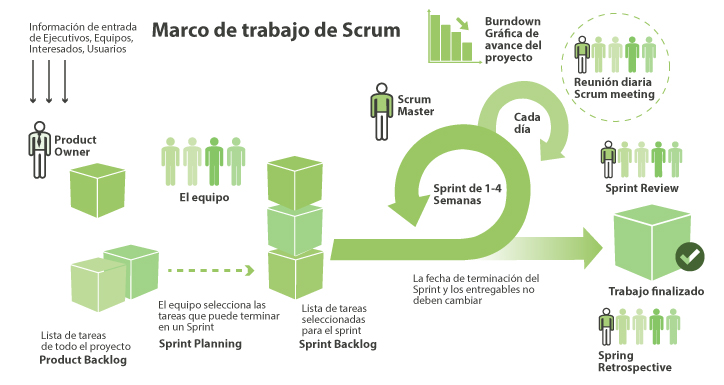 Información de entrada
de Ejecutivos, Equipos,
Interesados, Usuarios
Marco de trabajo de Scrum
Burndown
Gráfica de
avance del
proyecto
Reunión diaria
Scrum meeting
Product
Owner
Scrum
Master
Cada
día
El equipo
Sprint de 1-4
Semanas
Sprint Review
La fecha de terminación del
Sprint y los entregables no
deben cambiar
Trabajo finalizado
El equipo selecciona las
tareas que puede terminar
en un Sprint
Sprint Planning
Lista de tareas
seleccionadas
para el sprint
Sprint Backlog
Lista de tareas
de todo el proyecto
Product Backlog
Spring
Retrospective